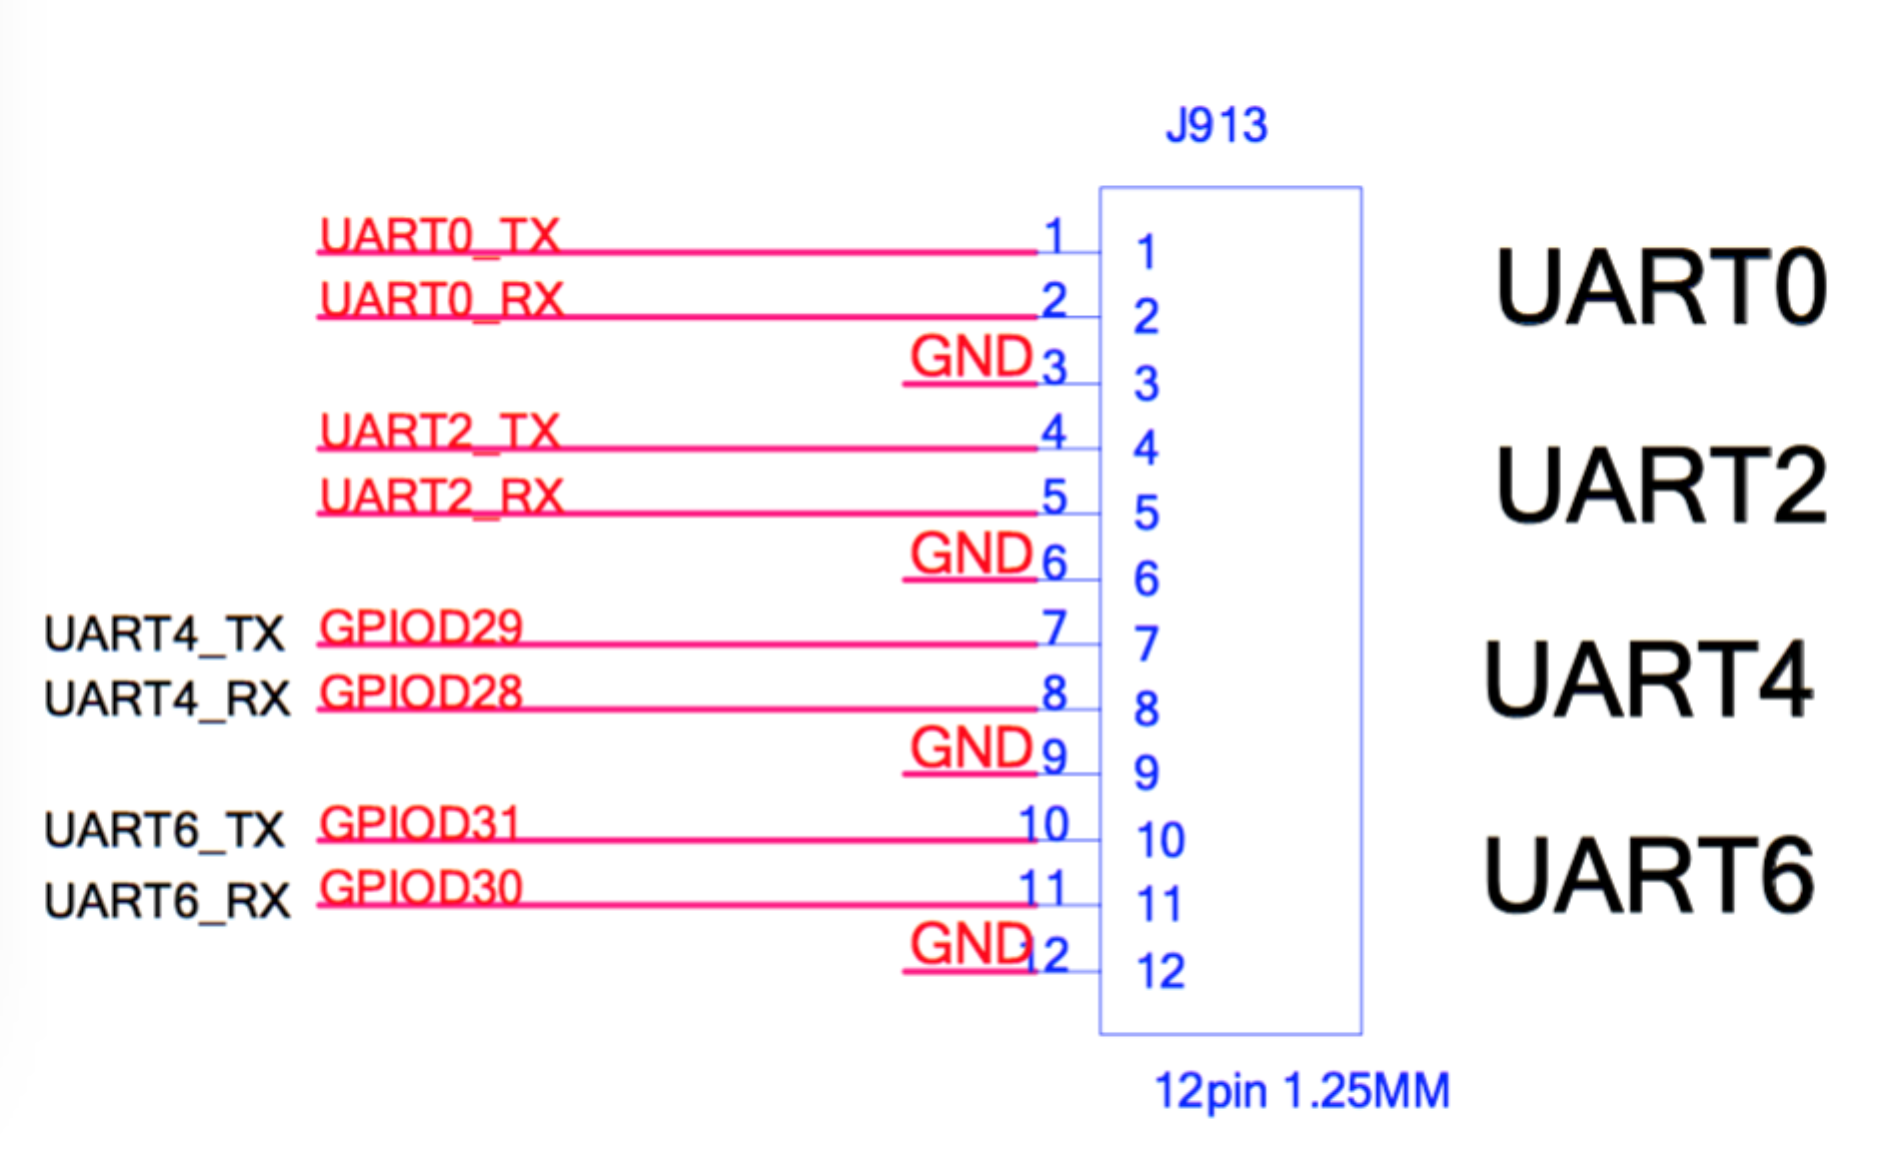 J913
UART0_TX 1 1
UART0_RX 2 2
UART0
GND 3 3
UART2_TX 4 4
UART2_RX 5 5
UART2
GND 6 6
UART4_TX GPIOD29 7 7
UART4_RX GPIOD28 8 8
UART4
GND 9 9
UART6_TX GPIOD31 10 10
UART6_RX GPIOD30 11 11
UART6
GND 12 12
12pin 1.25MM